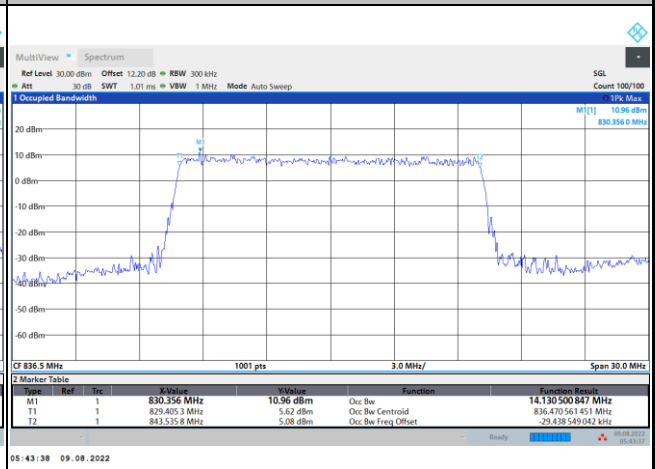 MultiView Spectrum
Ref Level 30.00 dBm Offset 12.20 dB RBW 300 kHz SGL
Att 30 dB SWT 1.01 ms VBW 1 MHz Mode Auto Sweep Count 100/100
1 Occupied Bandwidth 1Pk Max
M1[1] 10.96 dBm
830.356 0 MHz
20 dBm
M1
10 dBm
T1 T2
0 dBm
-10 dBm
-20 dBm
-30 dBm
-40 dBm
-50 dBm
-60 dBm
CF 836.5 MHz 1001 pts 3.0 MHz/ Span 30.0 MHz
2 Marker Table
Type Ref Trc X-Value Y-Value Function Function Result
M1 1 830.356 MHz 10.96 dBm Occ Bw 14.130 500 847 MHz
T1 1 829.405 3 MHz 5.62 dBm Occ Bw Centroid 836.470 561 451 MHz
T2 1 843.535 8 MHz 5.08 dBm Occ Bw Freq Offset -29.438 549 042 kHz
Ready 09.08.2022
05:43:37
05:43:38 09.08.2022